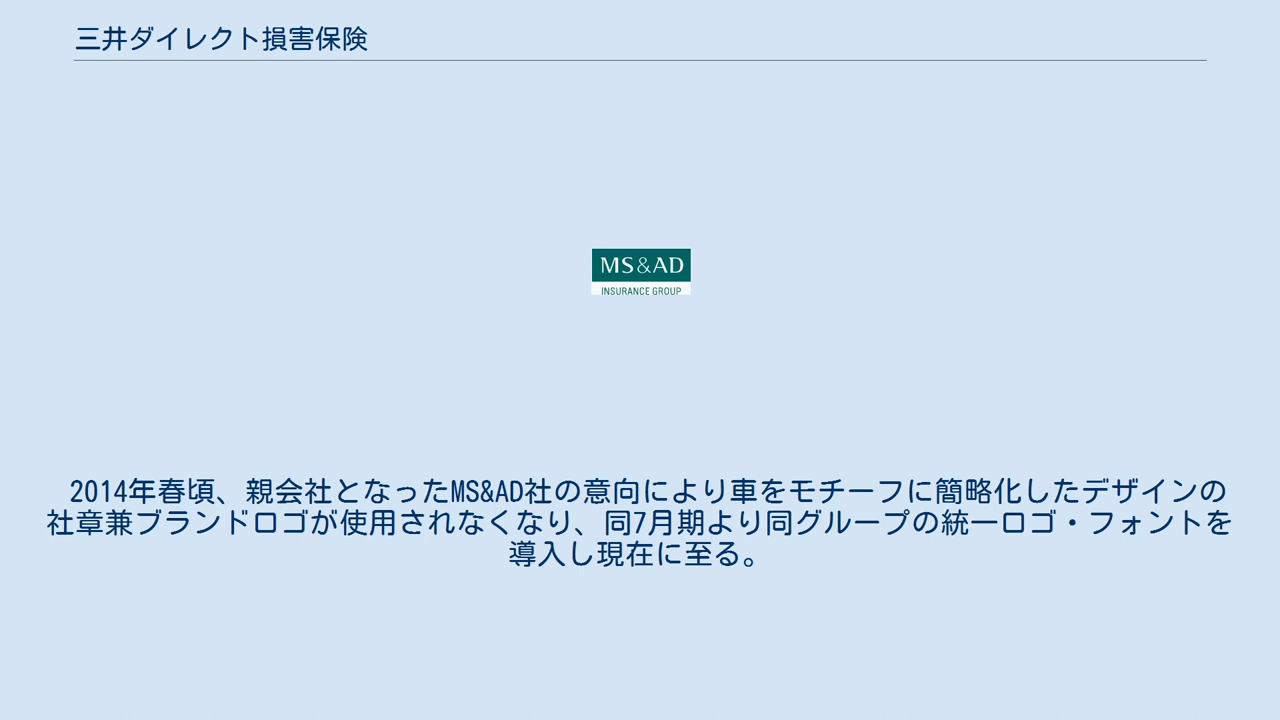 三井ダイレクト損害保険
MS&AD
INSURANCE GROUP
2014年春頃、親会社となったMS&AD社の意向により車をモチーフに簡略化したデザインの
社章兼ブランドロゴが使用されなくなり、同7月期より同グループの統一ロゴ・フォントを
導入し現在に至る。